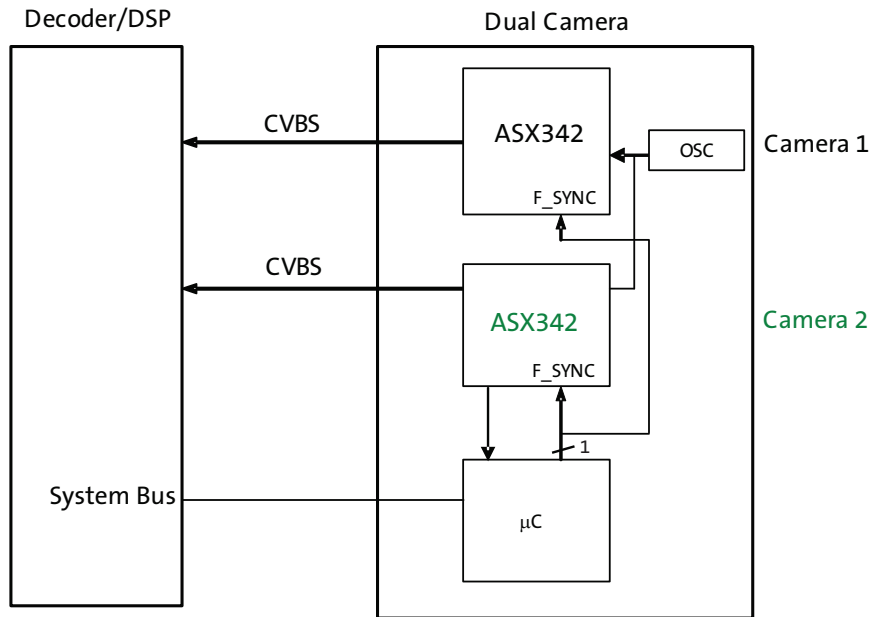 Decoder/DSP
Dual Camera
CVBS
ASX342
OSC
Camera 1
F_SYNC
CVBS
ASX342
Camera 2
F_SYNC
1
System Bus
µC